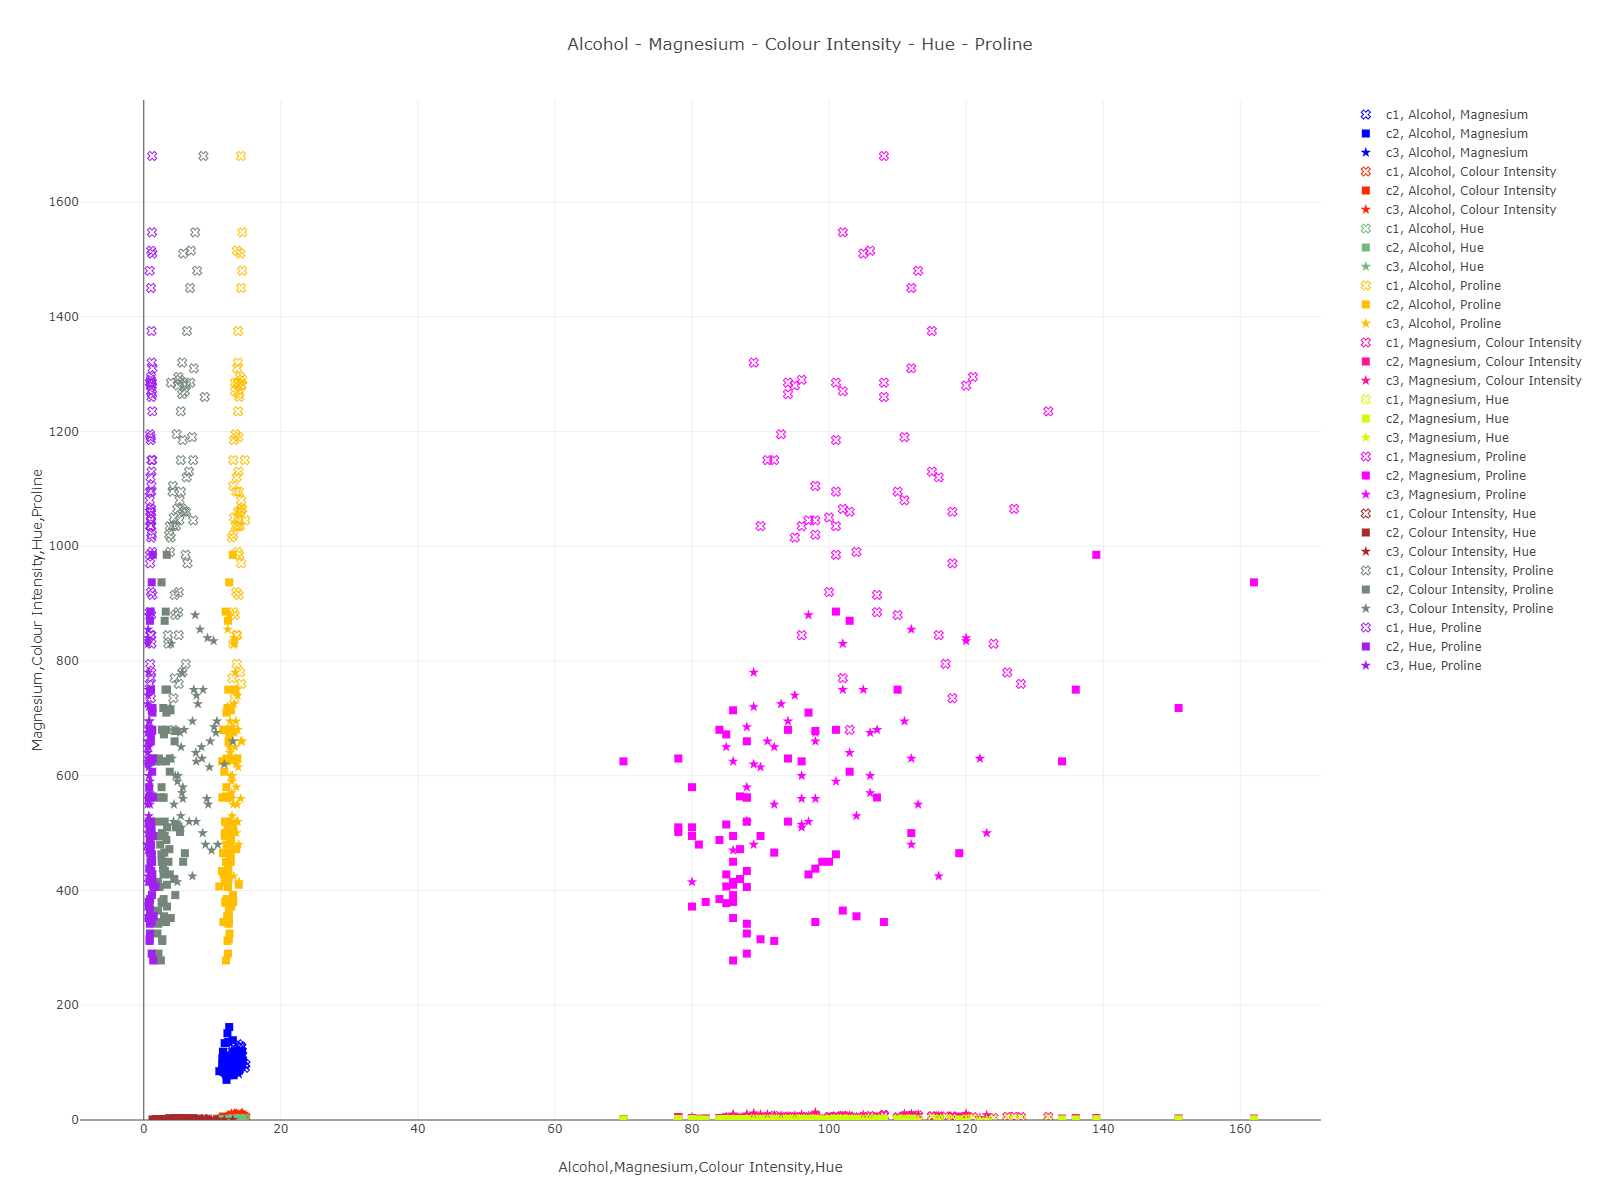 Alcohol - Magnesium - Colour Intensity - Hue - Proline
Magnesium,Colour Intensity,Hue,Proline
1600
1400
1200
1000
800
600
400
200
0
0 20 40 60 80 100 120 140 160
Alcohol,Magnesium,Colour Intensity,Hue
c1, Alcohol, Magnesium
c2, Alcohol, Magnesium
c3, Alcohol, Magnesium
c1, Alcohol, Colour Intensity
c2, Alcohol, Colour Intensity
c3, Alcohol, Colour Intensity
c1, Alcohol, Hue
c2, Alcohol, Hue
c3, Alcohol, Hue
c1, Alcohol, Proline
c2, Alcohol, Proline
c3, Alcohol, Proline
c1, Magnesium, Colour Intensity
c2, Magnesium, Colour Intensity
c3, Magnesium, Colour Intensity
c1, Magnesium, Hue
c2, Magnesium, Hue
c3, Magnesium, Hue
c1, Magnesium, Proline
c2, Magnesium, Proline
c3, Magnesium, Proline
c1, Colour Intensity, Hue
c2, Colour Intensity, Hue
c3, Colour Intensity, Hue
c1, Colour Intensity, Proline
c2, Colour Intensity, Proline
c3, Colour Intensity, Proline
c1, Hue, Proline
c2, Hue, Proline
c3, Hue, Proline